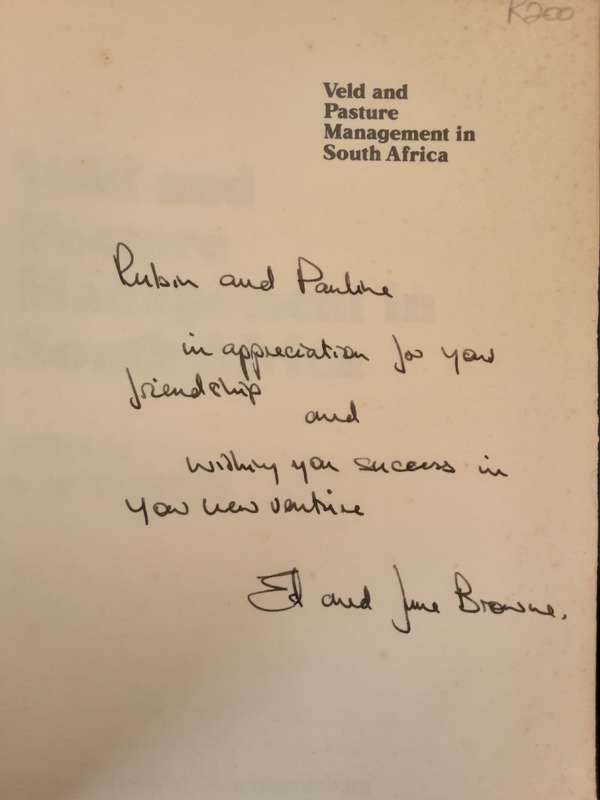 R200
Veld and
Pasture
Management in
South Africa
Rubin and Pauline
in appreciation for your
friendship
and
wishing you success in
your new venture
Ed and June Browne.